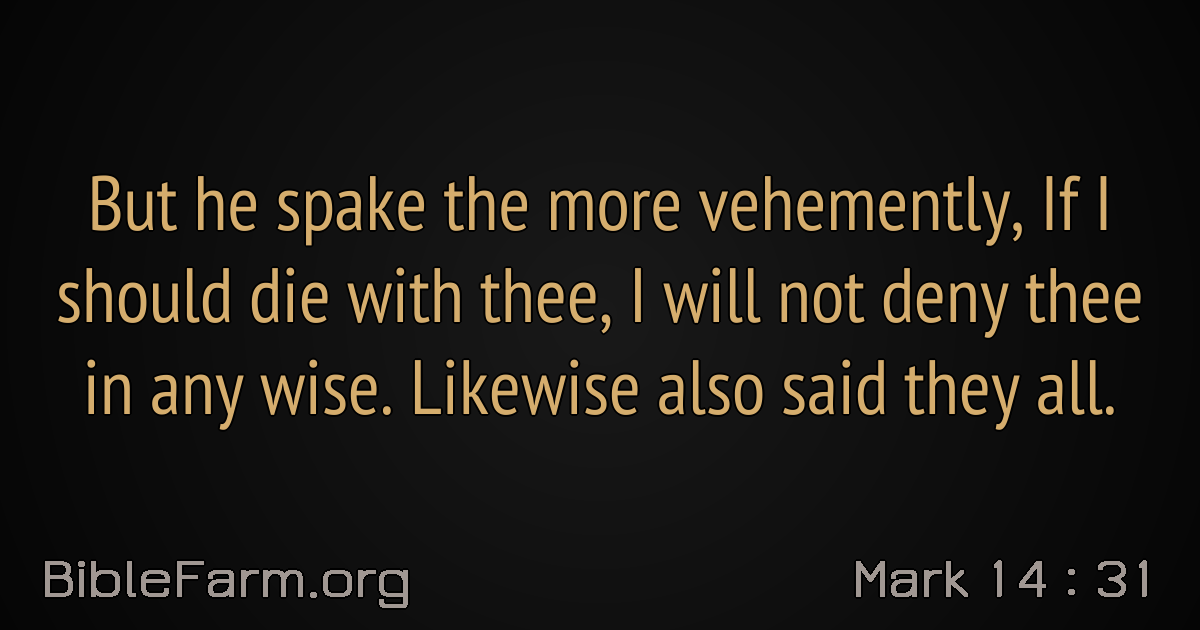 But he spake the more vehemently, If I
should die with thee, I will not deny thee
in any wise. Likewise also said they all.
BibleFarm.org
Mark 14 : 31